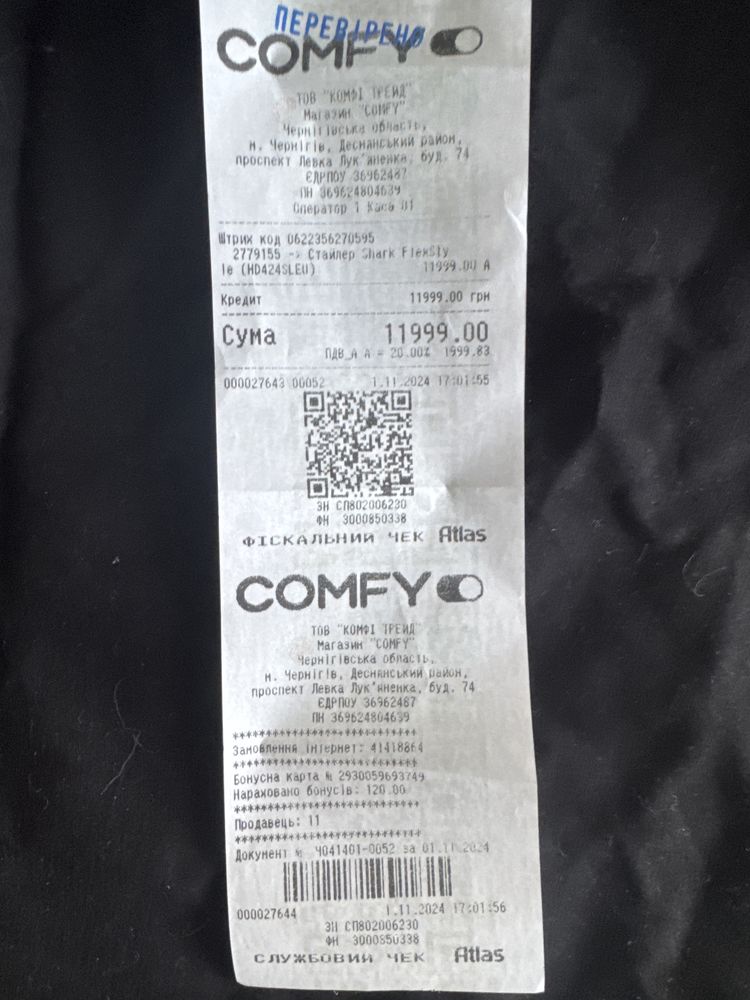 ПЕРЕВІРЕНО
COMFY
ТОВ "КОМФІ ТРЕЙД"
Магазин "COMFY"
Чернігівська область,
м. Чернігів, Деснянський район,
проспект Левка Лук'яненка, буд. 74
ЄДРПОУ 36962487
ПН 369624804639
Оператор 1 Каса 01
Штрих код 0622356270595
2779155 -> Стайлер Shark FlexSty
le (HD424SLEU) 11999.00 А
Кредит 11999.00 грн
Сума 11999.00
ПДВ_А А = 20.00% 1999.83
000027643 00052 1.11.2024 17:01:55
ЗН СП802006230
ФН 3000850338
ФІСКАЛЬНИЙ ЧЕК Atlas
COMFY
ТОВ "КОМФІ ТРЕЙД"
Магазин "COMFY"
Чернігівська область,
м. Чернігів, Деснянський район,
проспект Левка Лук'яненка, буд. 74
ЄДРПОУ 36962487
ПН 369624804639
**********************************
Замовлення інтернет: 41418864
**********************************
Бонусна карта № 2930059693749
Нараховано бонусів: 120.00
**********************************
Продавець: 11
**********************************
Документ № Ч041401-0052 за 01.11.2024
000027644 1.11.2024 17:01:56
ЗН СП802006230
ФН 3000850338
СЛУЖБОВИЙ ЧЕК Atlas